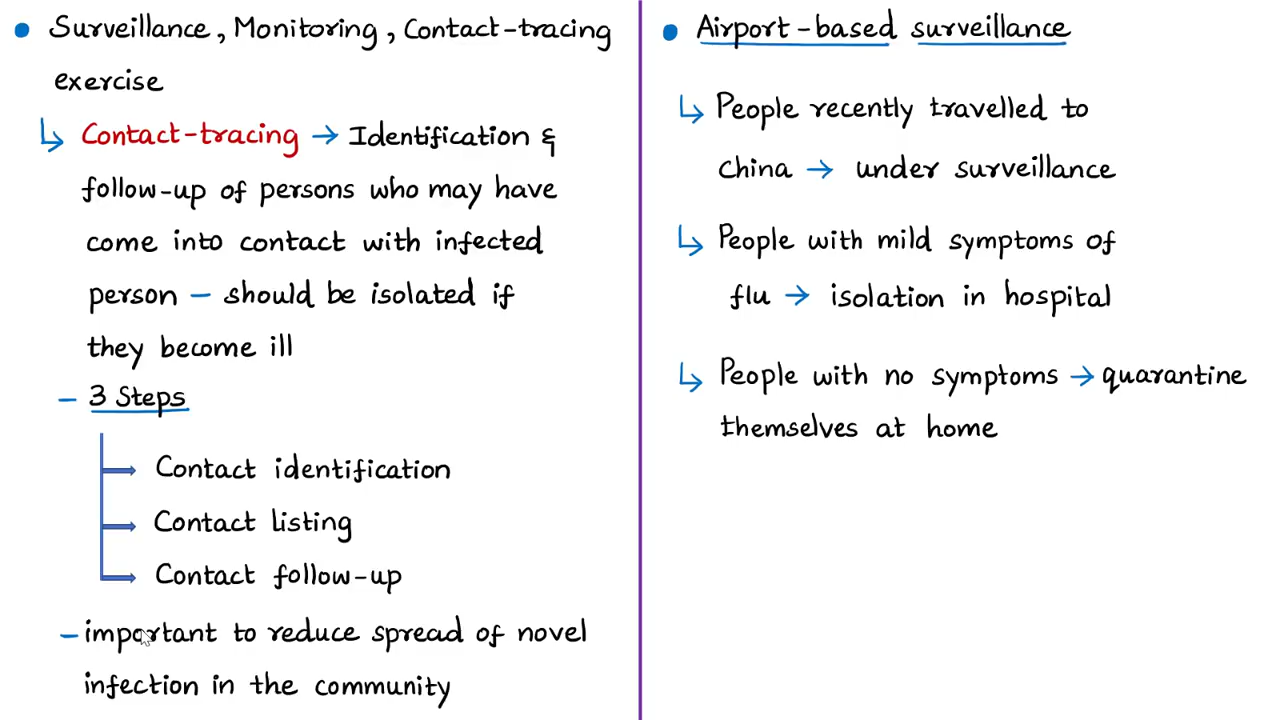 • Surveillance, Monitoring, Contact-tracing
exercise
↳ Contact-tracing → Identification &
follow-up of persons who may have
come into contact with infected
person – should be isolated if
they become ill
– 3 Steps
→ Contact identification
→ Contact listing
→ Contact follow-up
– important to reduce spread of novel
infection in the community
• Airport-based surveillance
↳ People recently travelled to
China → under surveillance
↳ People with mild symptoms of
flu → isolation in hospital
↳ People with no symptoms → quarantine
themselves at home